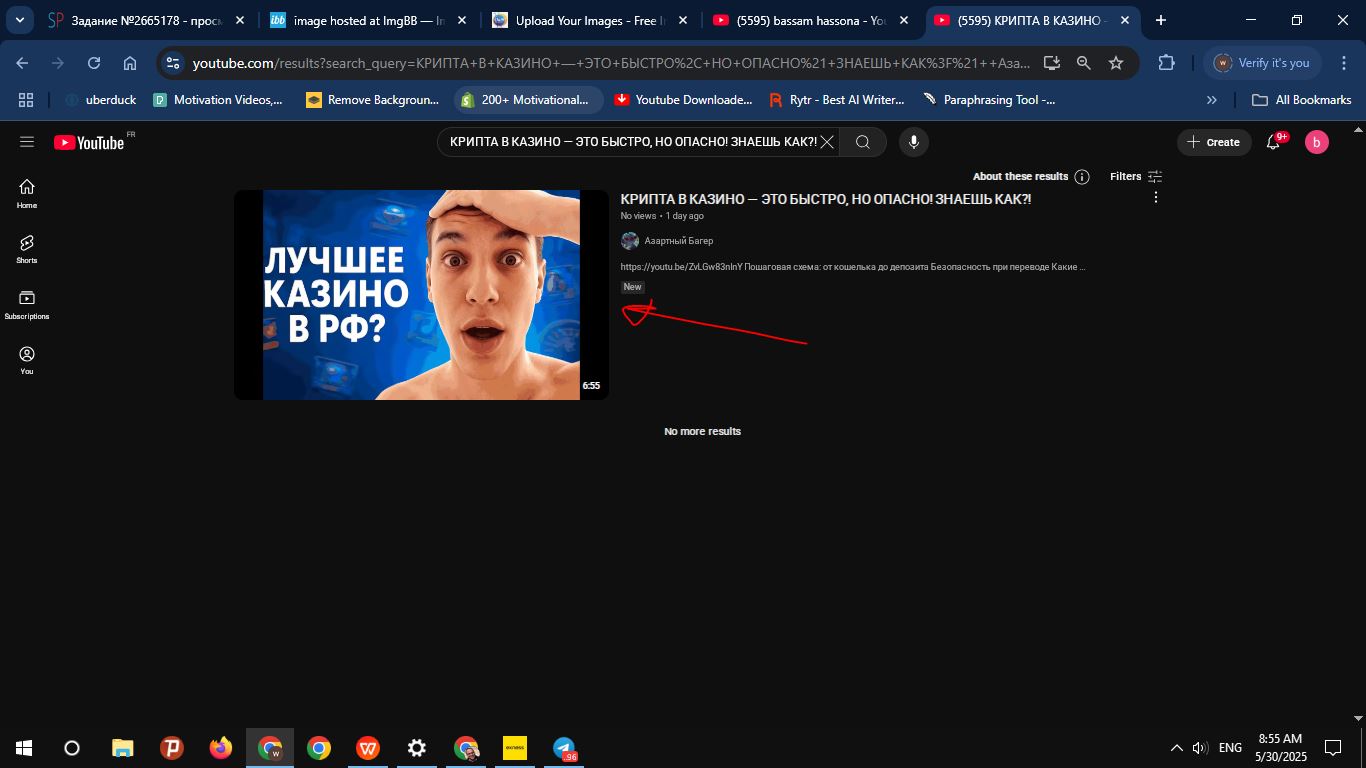 Задание №2665178 - прос
image hosted at ImgBB — Im
Upload Your Images - Free I
(5595) bassam hassona - You
(5595) КРИПТА В КАЗИНО -
youtube.com/results?search_query=КРИПТА+В+КАЗИНО+—+ЭТО+БЫСТРО%2C+НО+ОПАСНО%21+ЗНАЕШЬ+КАК%3F%21++Аза...
Verify it's you
uberduck
Motivation Videos,...
Remove Backgroun...
200+ Motivational...
Youtube Downloade...
Rytr - Best AI Writer...
Paraphrasing Tool -...
All Bookmarks
YouTube FR
КРИПТА В КАЗИНО — ЭТО БЫСТРО, НО ОПАСНО! ЗНАЕШЬ КАК?!
Create
9+
b
About these results
Filters
Home
Shorts
Subscriptions
You
ЛУЧШЕЕ
КАЗИНО
В РФ?
6:55
КРИПТА В КАЗИНО — ЭТО БЫСТРО, НО ОПАСНО! ЗНАЕШЬ КАК?!
No views • 1 day ago
Азартный Багер
https://youtu.be/ZvLGw83nInY Пошаговая схема: от кошелька до депозита Безопасность при переводе Какие ...
New
No more results
exness
96
ENG
8:55 AM
5/30/2025